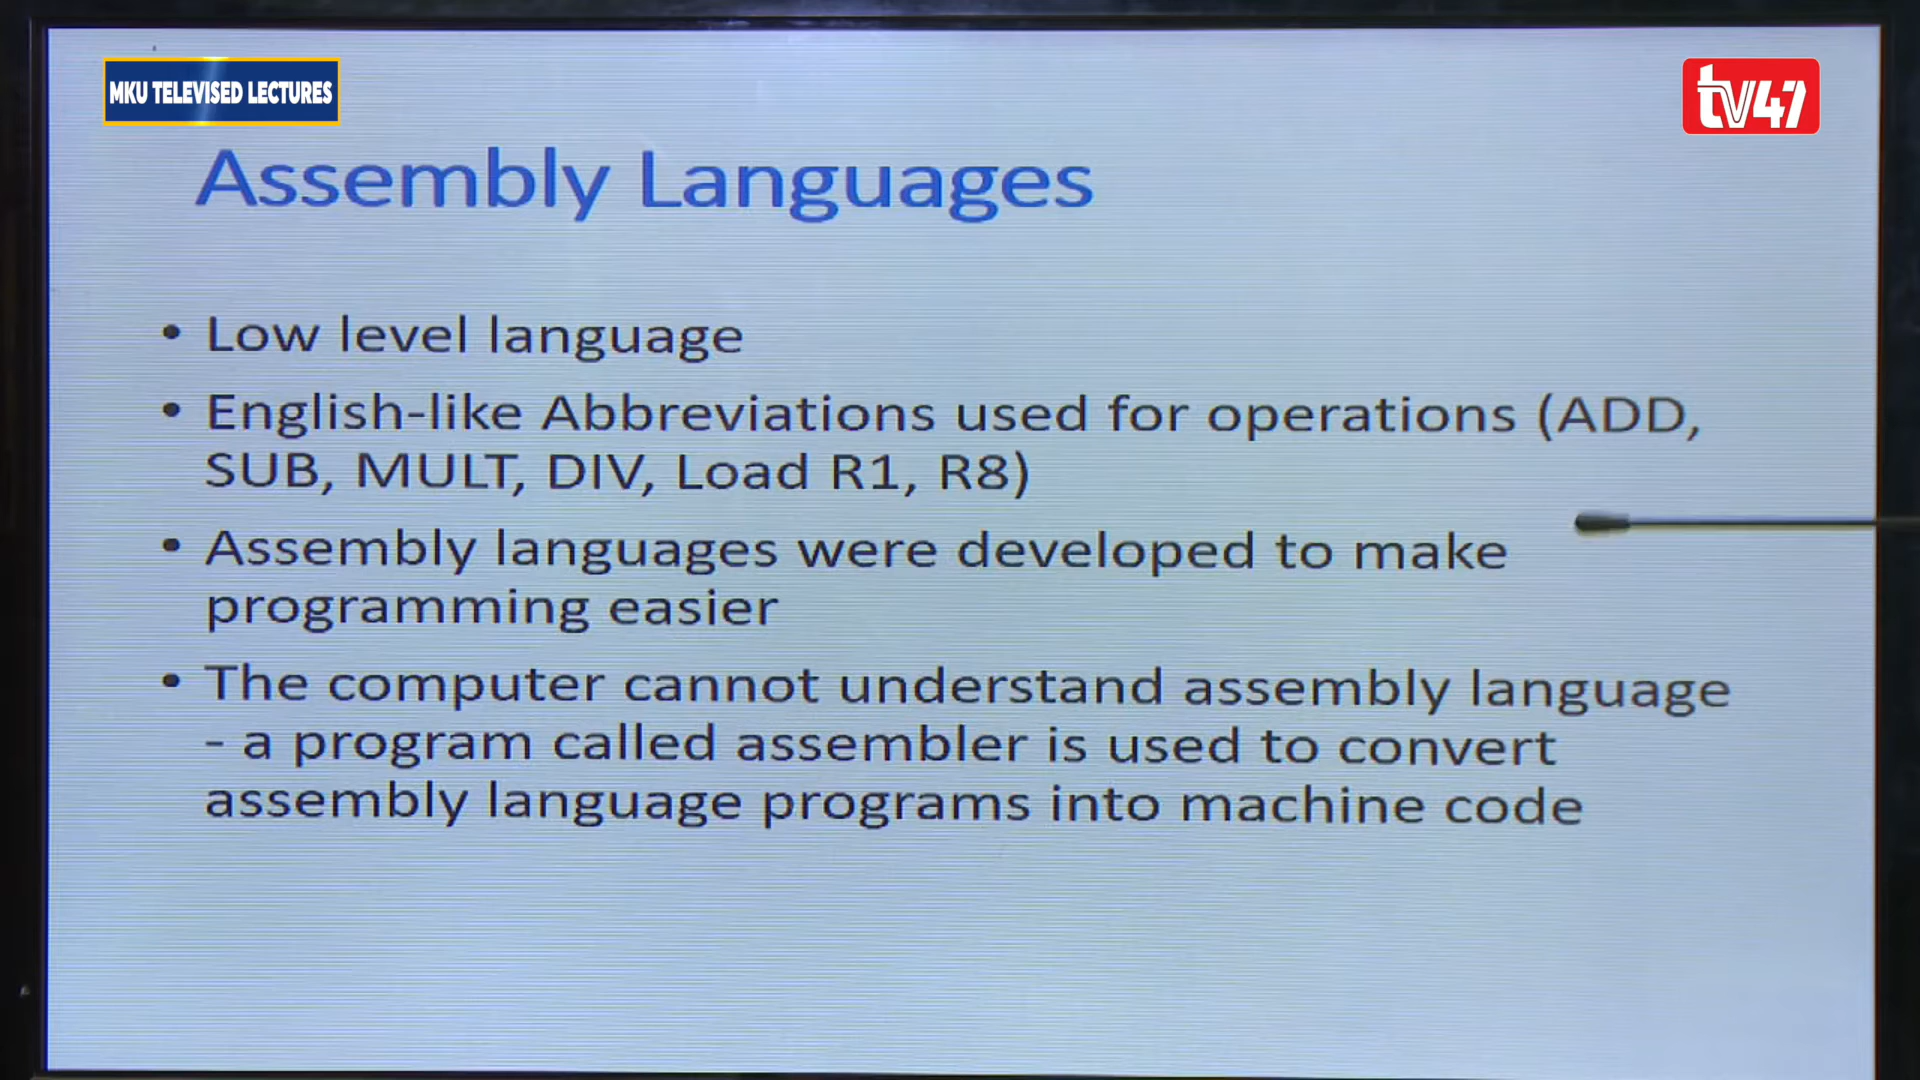 MKU TELEVISED LECTURES
tv47
Assembly Languages
• Low level language
• English-like Abbreviations used for operations (ADD,
SUB, MULT, DIV, Load R1, R8)
• Assembly languages were developed to make
programming easier
• The computer cannot understand assembly language
- a program called assembler is used to convert
assembly language programs into machine code